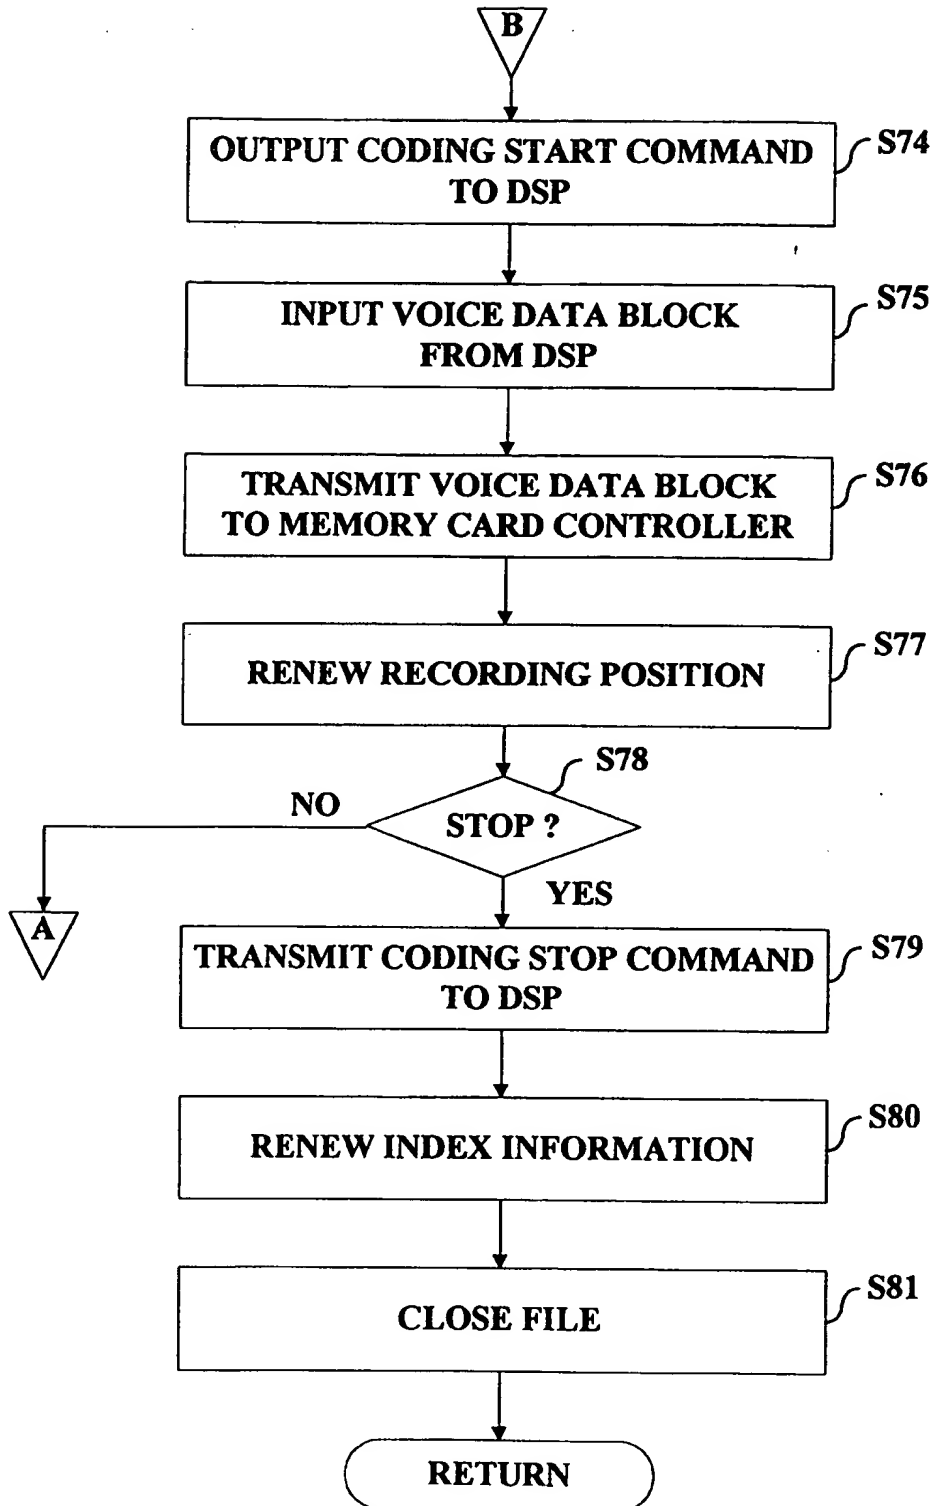 B
OUTPUT CODING START COMMAND
TO DSP
S74
INPUT VOICE DATA BLOCK
FROM DSP
S75
TRANSMIT VOICE DATA BLOCK
TO MEMORY CARD CONTROLLER
S76
RENEW RECORDING POSITION
S77
S78
STOP ?
NO
YES
A
TRANSMIT CODING STOP COMMAND
TO DSP
S79
RENEW INDEX INFORMATION
S80
CLOSE FILE
S81
RETURN